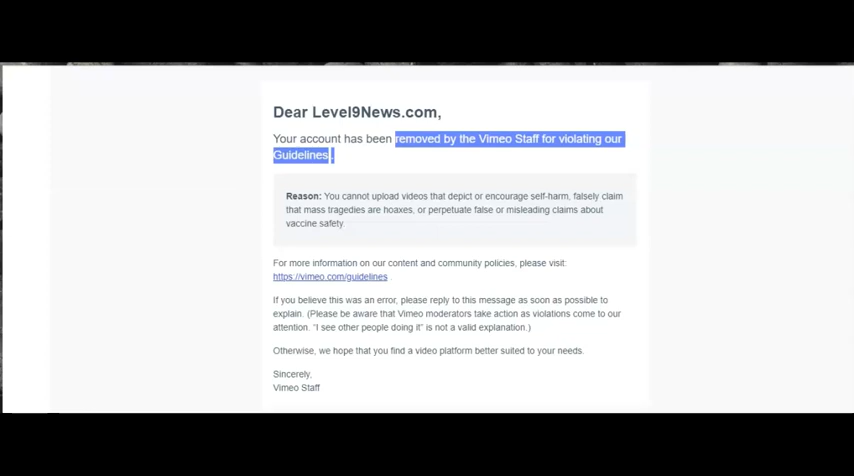 Dear Level9News.com,
Your account has been removed by the Vimeo Staff for violating our
Guidelines.
Reason: You cannot upload videos that depict or encourage self-harm, falsely claim
that mass tragedies are hoaxes, or perpetuate false or misleading claims about
vaccine safety.
For more information on our content and community policies, please visit:
https://vimeo.com/guidelines
If you believe this was an error, please reply to this message as soon as possible to
explain. (Please be aware that Vimeo moderators take action as violations come to our
attention. “I see other people doing it” is not a valid explanation.)
Otherwise, we hope that you find a video platform better suited to your needs.
Sincerely,
Vimeo Staff